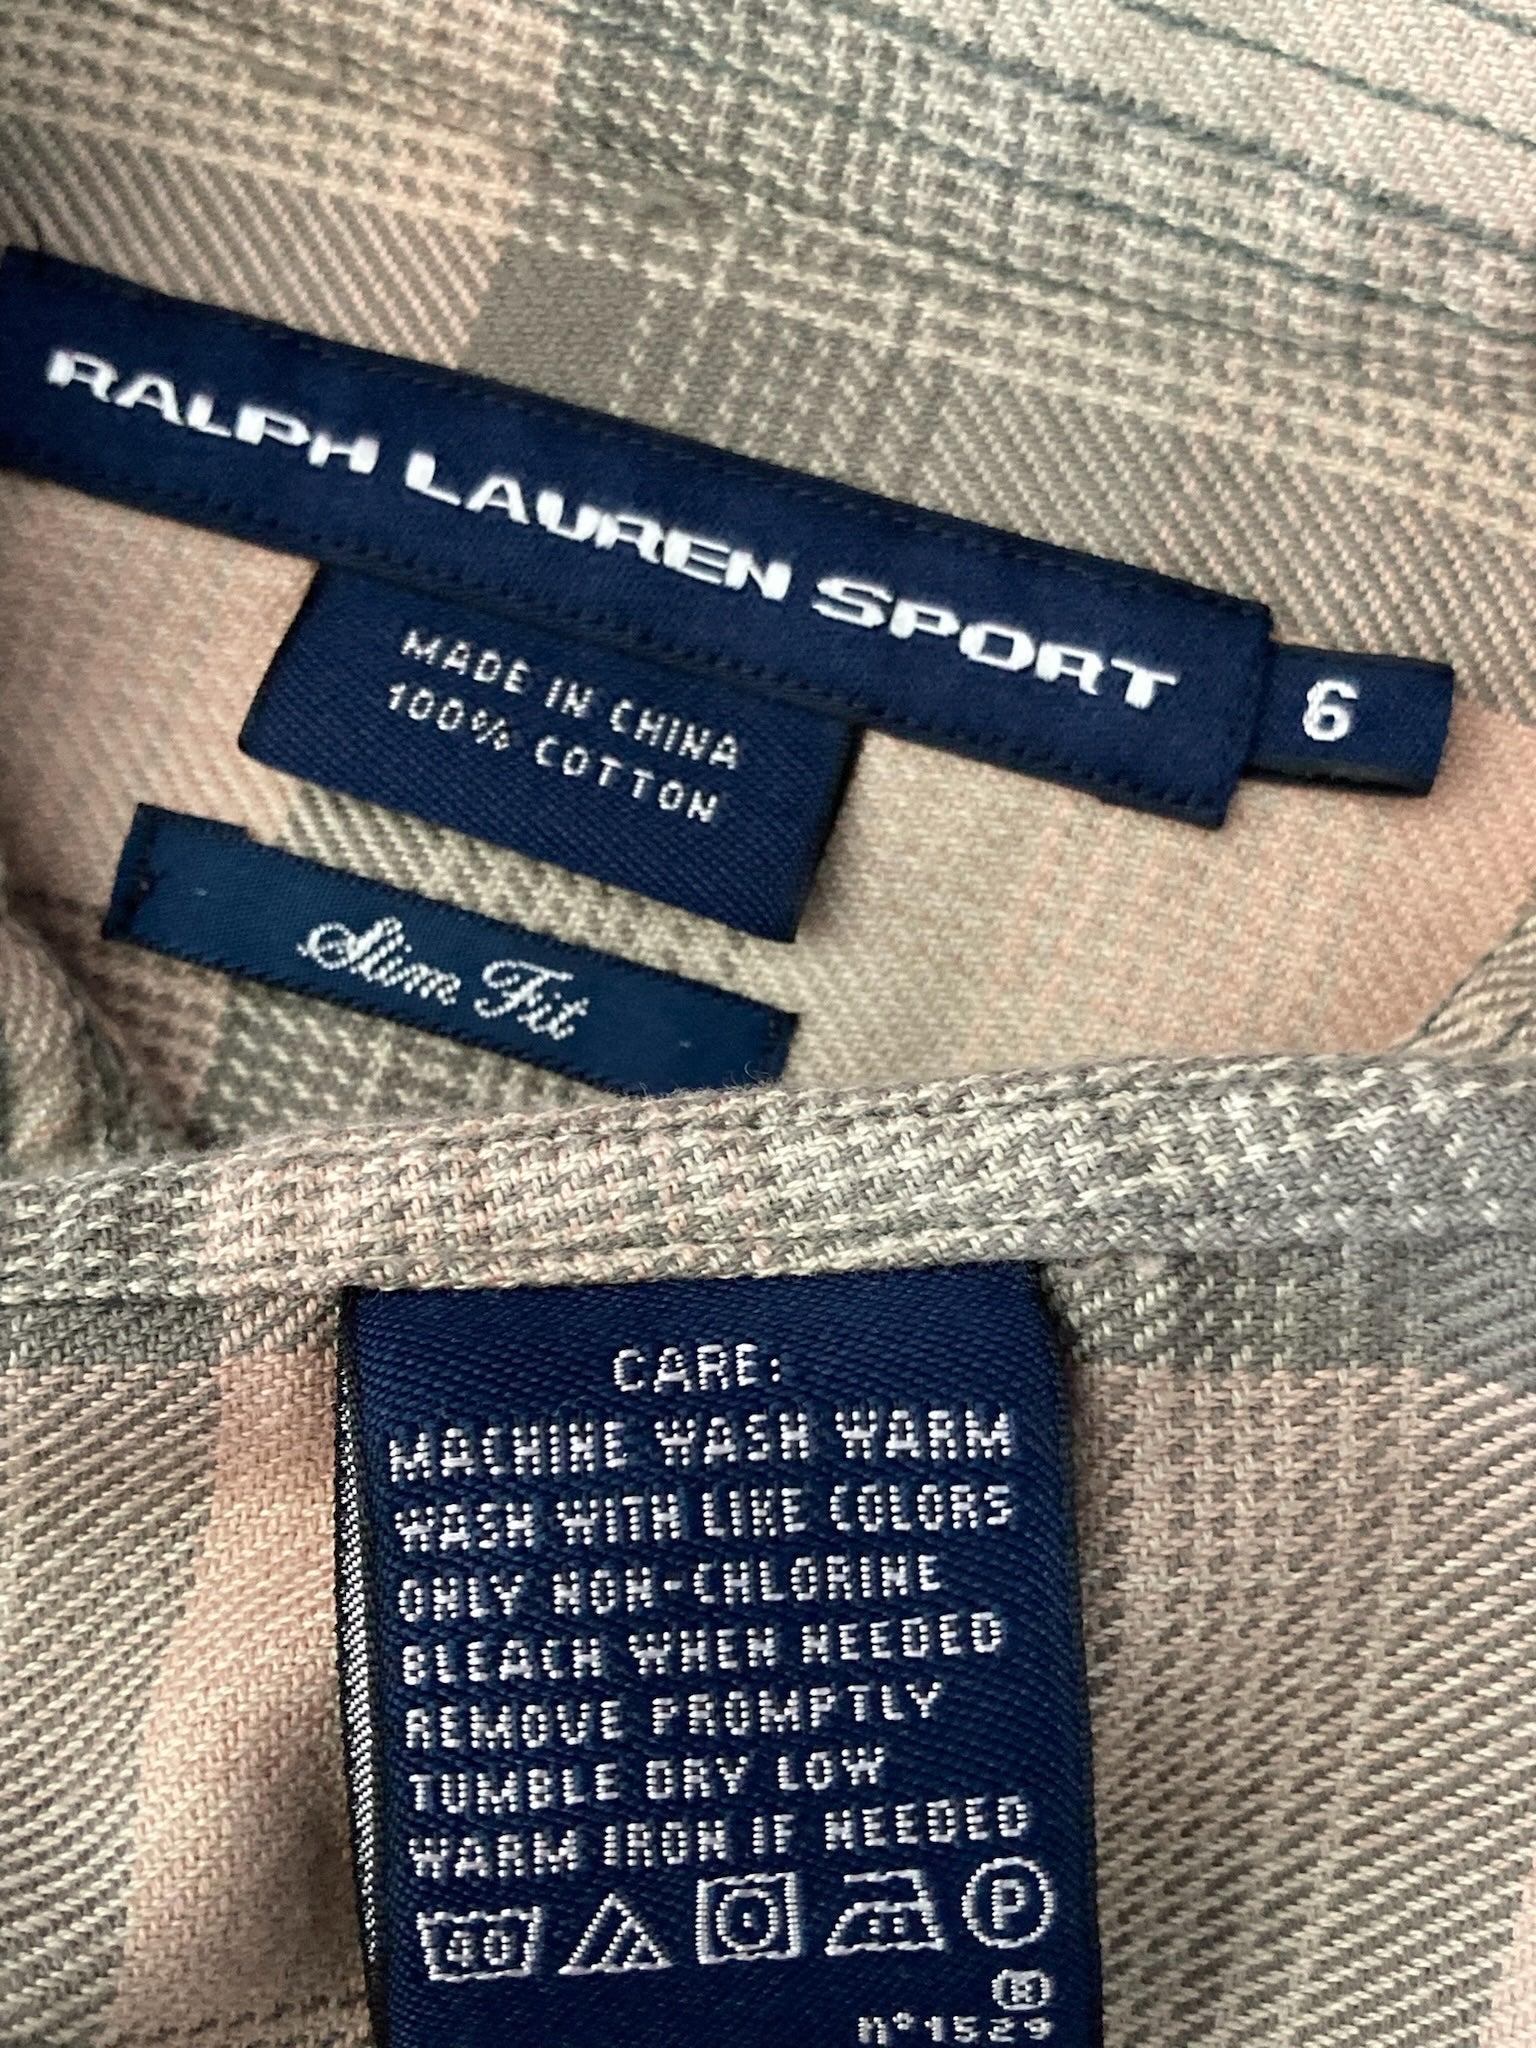 RALPH LAUREN SPORT
6
MADE IN CHINA
100% COTTON
Slim Fit
CARE:
MACHINE WASH WARM
WASH WITH LIKE COLORS
ONLY NON-CHLORINE
BLEACH WHEN NEEDED
REMOVE PROMPTLY
TUMBLE DRY LOW
WARM IRON IF NEEDED
40 P
®
n°1529